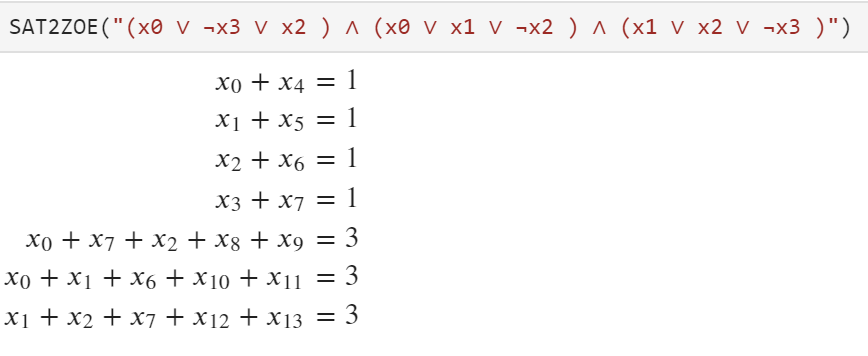 SAT2ZOE("(x0 ∨ ¬x3 ∨ x2 ) ∧ (x0 ∨ x1 ∨ ¬x2 ) ∧ (x1 ∨ x2 ∨ ¬x3 )")
x₀ + x₄ = 1
x₁ + x₅ = 1
x₂ + x₆ = 1
x₃ + x₇ = 1
x₀ + x₇ + x₂ + x₈ + x₉ = 3
x₀ + x₁ + x₆ + x₁₀ + x₁₁ = 3
x₁ + x₂ + x₇ + x₁₂ + x₁₃ = 3